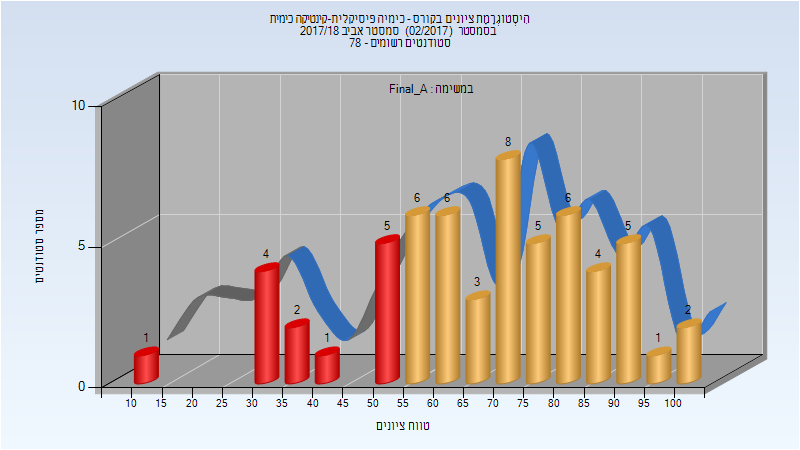 היסטוגרמת ציונים בקורס - כימיה פיסיקלית-קינטיקה כימית
בסמסטר (02/2017) סמסטר אביב 2017/18
סטודנטים רשומים - 78
במשימה : Final_A
מספר סטודנטים
10
5
0
1
4
2
1
5
6
6
3
8
5
6
4
5
1
2
10 15 20 25 30 35 40 45 50 55 60 65 70 75 80 85 90 95 100
טווח ציונים